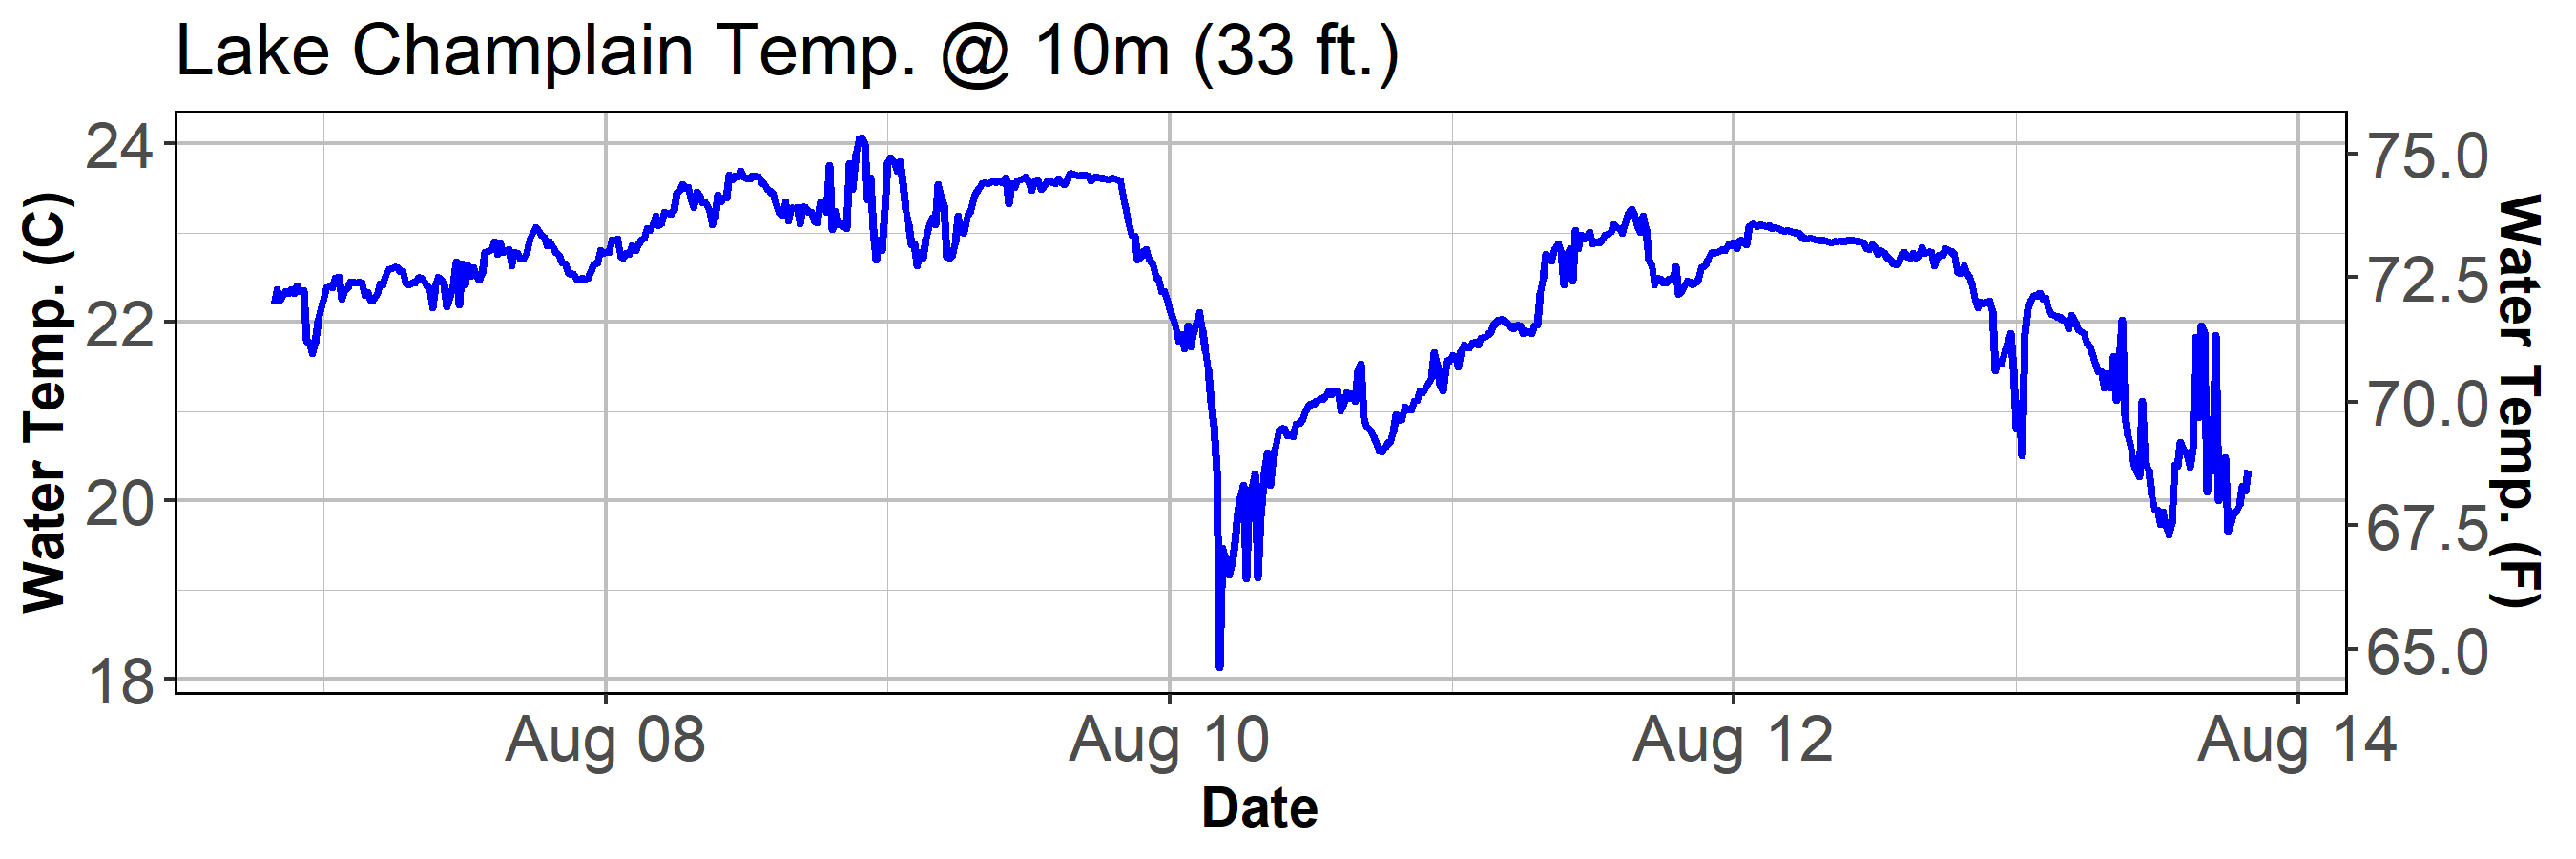 Lake Champlain Temp. @ 10m (33 ft.)
Water Temp. (C)
24
22
20
18
75.0
72.5
70.0
67.5
65.0
Water Temp. (F)
Aug 08
Aug 10
Aug 12
Aug 14
Date